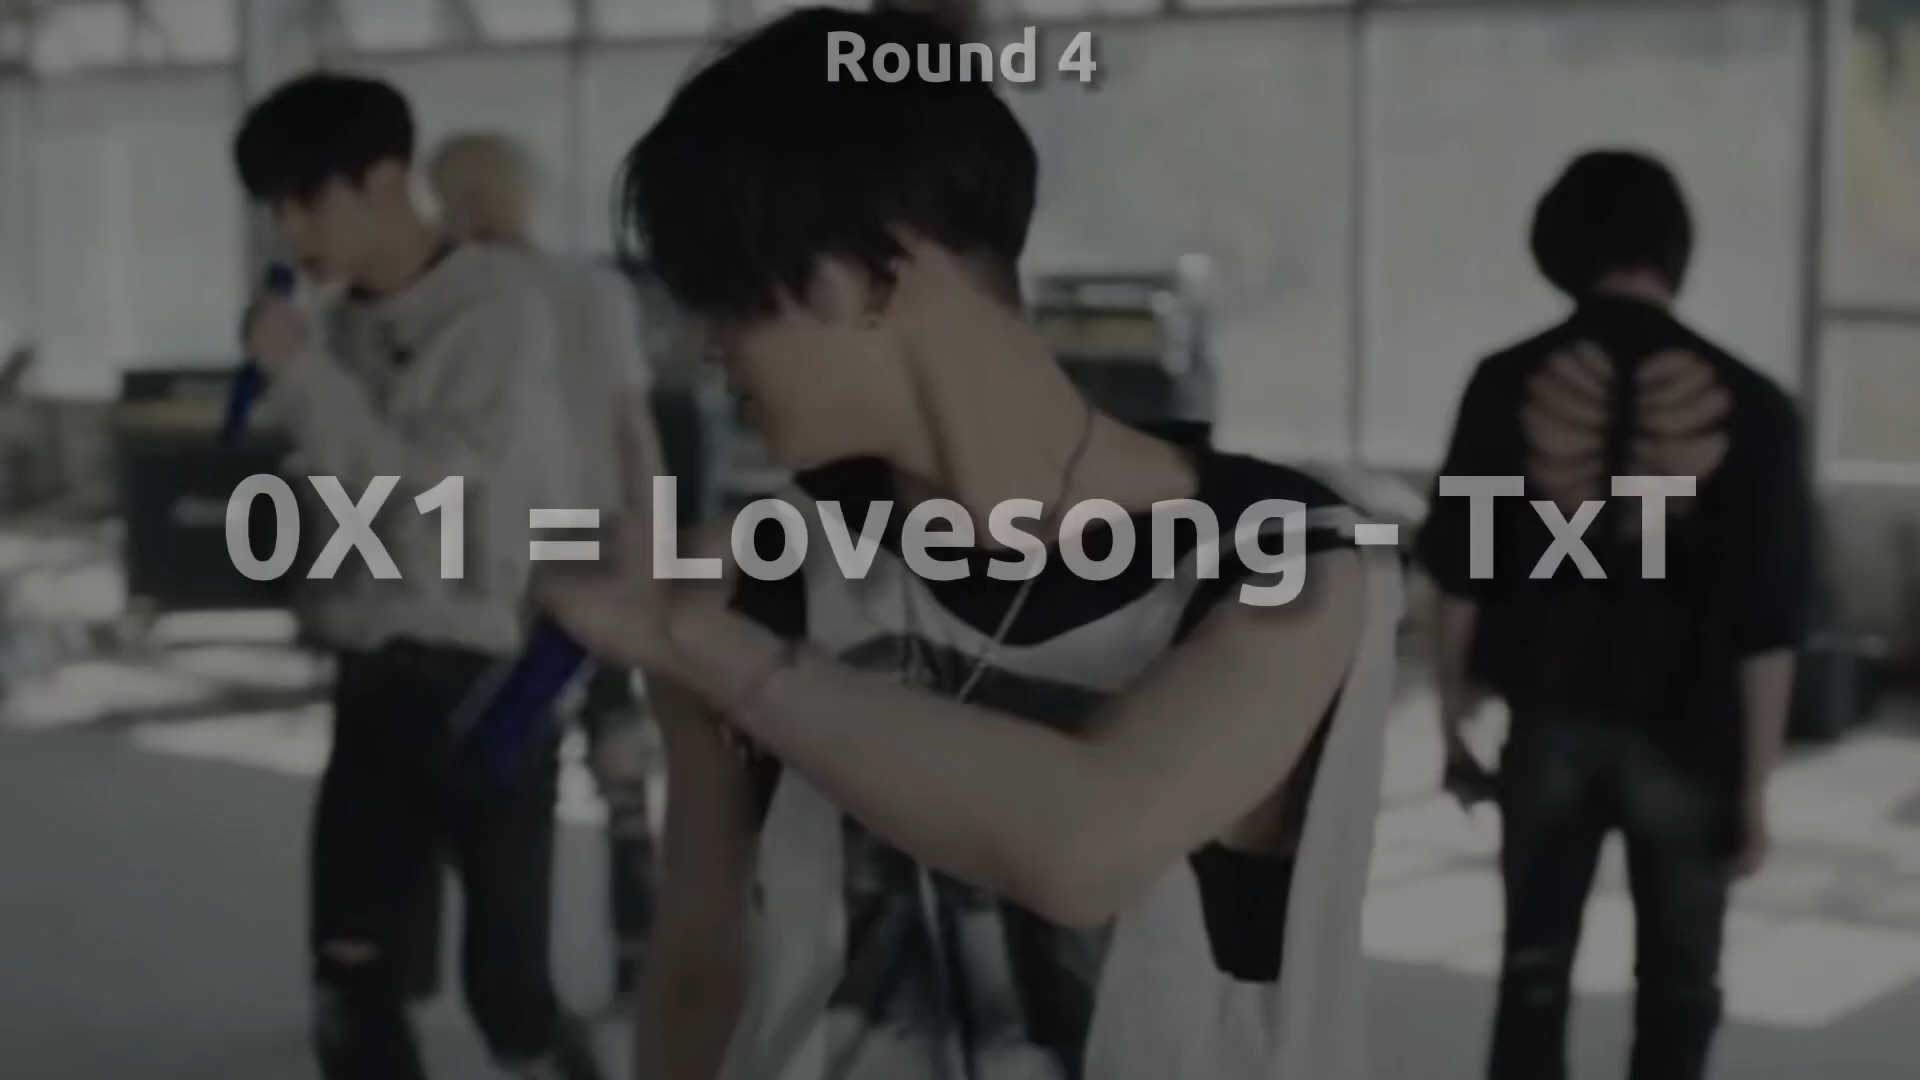 Round 4
0X1 = Lovesong - TxT